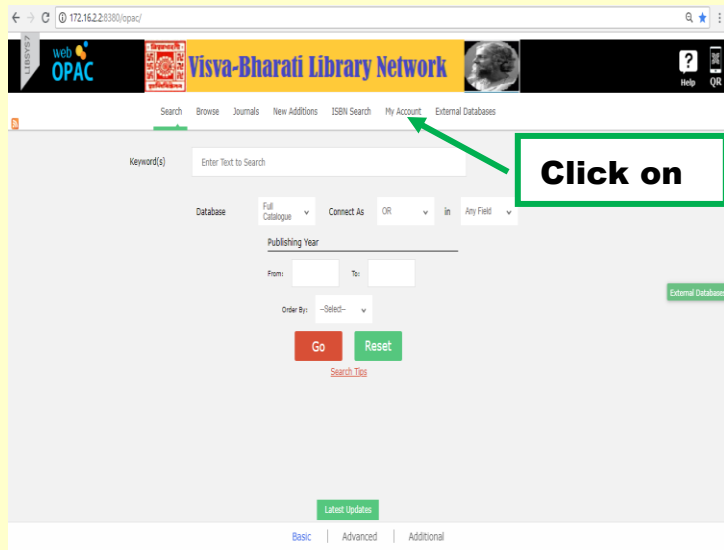 172.16.2.2:8380/opac/
LIBSYS7
web
OPAC
Visva-Bharati Library Network
Help QR
Search Browse Journals New Additions ISBN Search My Account External Databases
Click on
Keyword(s) Enter Text to Search
Database Full Catalogue Connect As OR in Any Field
Publishing Year
From: To:
External Databases
Order By: --Select--
Go Reset
Search Tips
Latest Updates
Basic | Advanced | Additional